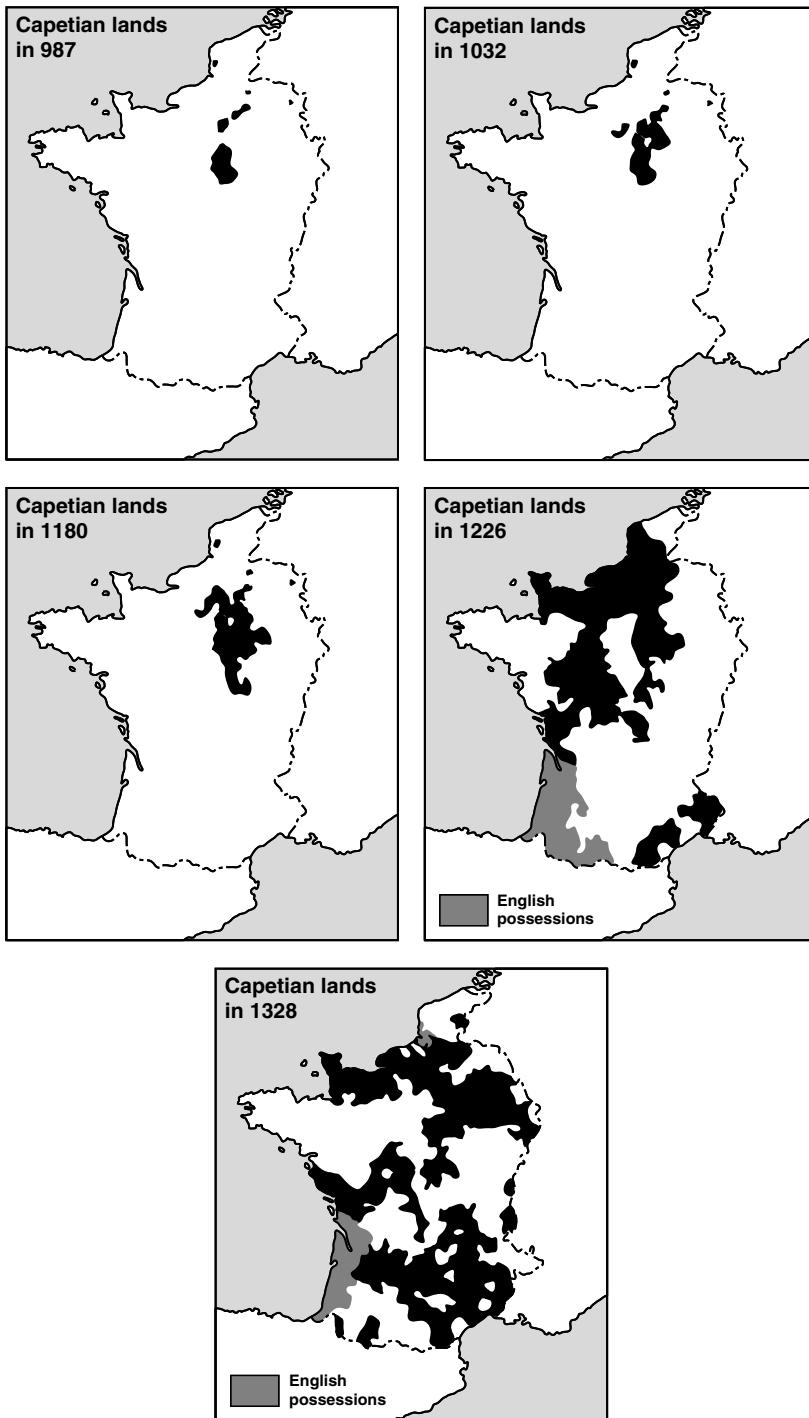 Capetian lands
in 987
Capetian lands
in 1032
Capetian lands
in 1180
Capetian lands
in 1226
English
possessions
Capetian lands
in 1328
English
possessions